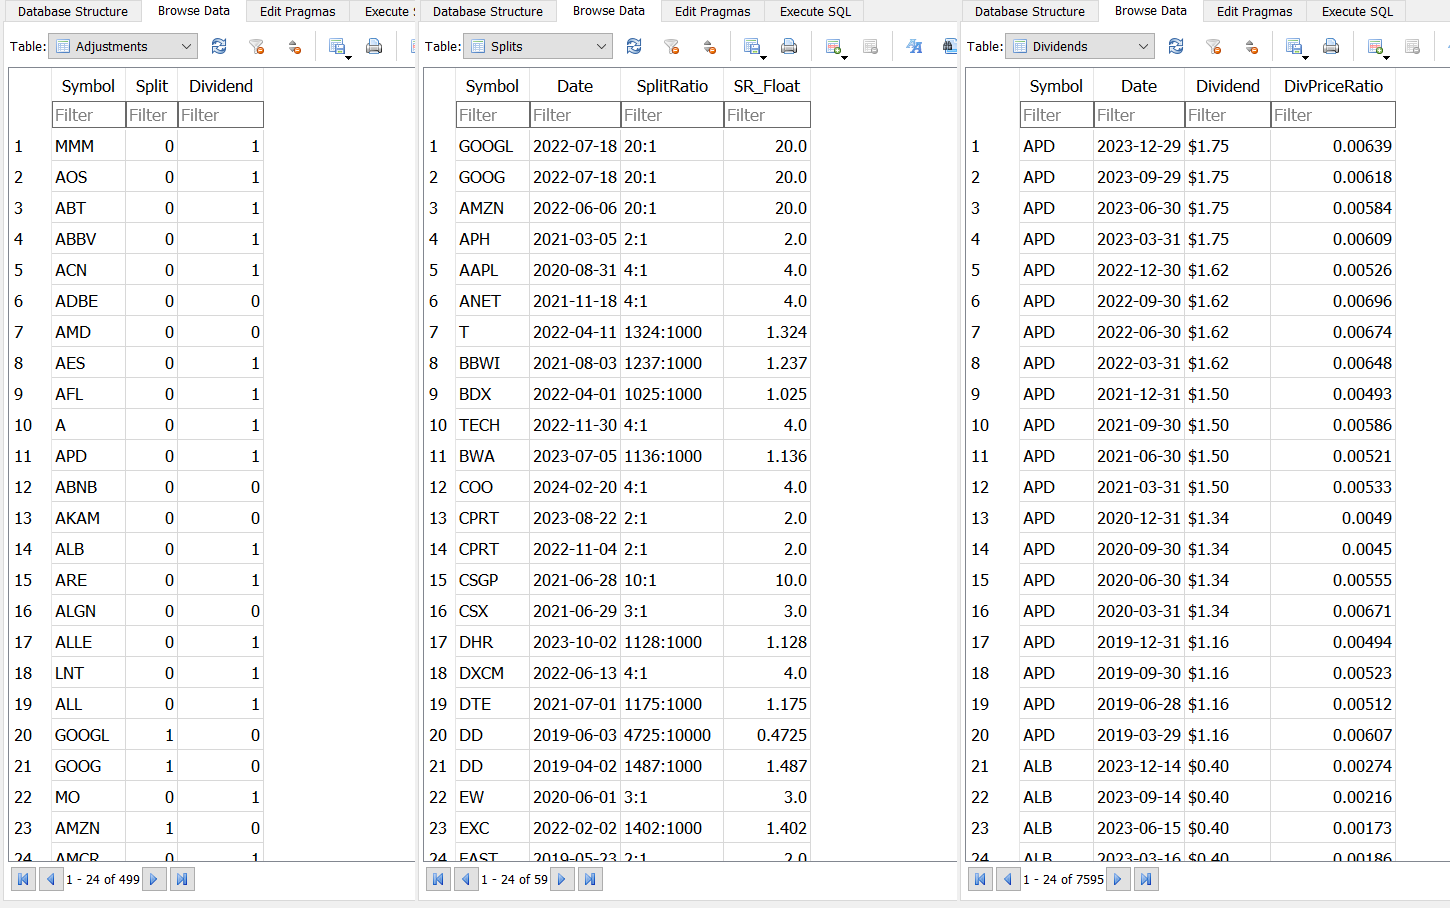 Database Structure Browse Data Edit Pragmas Execute S
Table: Adjustments
Symbol Split Dividend
Filter Filter Filter
1 MMM 0 1
2 AOS 0 1
3 ABT 0 1
4 ABBV 0 1
5 ACN 0 1
6 ADBE 0 0
7 AMD 0 0
8 AES 0 1
9 AFL 0 1
10 A 0 1
11 APD 0 1
12 ABNB 0 0
13 AKAM 0 0
14 ALB 0 1
15 ARE 0 1
16 ALGN 0 0
17 ALLE 0 1
18 LNT 0 1
19 ALL 0 1
20 GOOGL 1 0
21 GOOG 1 0
22 MO 0 1
23 AMZN 1 0
24 AMCR 0 1
1 - 24 of 499
Database Structure Browse Data Edit Pragmas Execute SQL
Table: Splits
Symbol Date SplitRatio SR_Float
Filter Filter Filter Filter
1 GOOGL 2022-07-18 20:1 20.0
2 GOOG 2022-07-18 20:1 20.0
3 AMZN 2022-06-06 20:1 20.0
4 APH 2021-03-05 2:1 2.0
5 AAPL 2020-08-31 4:1 4.0
6 ANET 2021-11-18 4:1 4.0
7 T 2022-04-11 1324:1000 1.324
8 BBWI 2021-08-03 1237:1000 1.237
9 BDX 2022-04-01 1025:1000 1.025
10 TECH 2022-11-30 4:1 4.0
11 BWA 2023-07-05 1136:1000 1.136
12 COO 2024-02-20 4:1 4.0
13 CPRT 2023-08-22 2:1 2.0
14 CPRT 2022-11-04 2:1 2.0
15 CSGP 2021-06-28 10:1 10.0
16 CSX 2021-06-29 3:1 3.0
17 DHR 2023-10-02 1128:1000 1.128
18 DXCM 2022-06-13 4:1 4.0
19 DTE 2021-07-01 1175:1000 1.175
20 DD 2019-06-03 4725:10000 0.4725
21 DD 2019-04-02 1487:1000 1.487
22 EW 2020-06-01 3:1 3.0
23 EXC 2022-02-02 1402:1000 1.402
24 FAST 2019-05-23 2:1 2.0
1 - 24 of 59
Database Structure Browse Data Edit Pragmas Execute SQL
Table: Dividends
Symbol Date Dividend DivPriceRatio
Filter Filter Filter Filter
1 APD 2023-12-29 $1.75 0.00639
2 APD 2023-09-29 $1.75 0.00618
3 APD 2023-06-30 $1.75 0.00584
4 APD 2023-03-31 $1.75 0.00609
5 APD 2022-12-30 $1.62 0.00526
6 APD 2022-09-30 $1.62 0.00696
7 APD 2022-06-30 $1.62 0.00674
8 APD 2022-03-31 $1.62 0.00648
9 APD 2021-12-31 $1.50 0.00493
10 APD 2021-09-30 $1.50 0.00586
11 APD 2021-06-30 $1.50 0.00521
12 APD 2021-03-31 $1.50 0.00533
13 APD 2020-12-31 $1.34 0.0049
14 APD 2020-09-30 $1.34 0.0045
15 APD 2020-06-30 $1.34 0.00555
16 APD 2020-03-31 $1.34 0.00671
17 APD 2019-12-31 $1.16 0.00494
18 APD 2019-09-30 $1.16 0.00523
19 APD 2019-06-28 $1.16 0.00512
20 APD 2019-03-29 $1.16 0.00607
21 ALB 2023-12-14 $0.40 0.00274
22 ALB 2023-09-14 $0.40 0.00216
23 ALB 2023-06-15 $0.40 0.00173
24 ALB 2023-03-16 $0.40 0.00186
1 - 24 of 7595